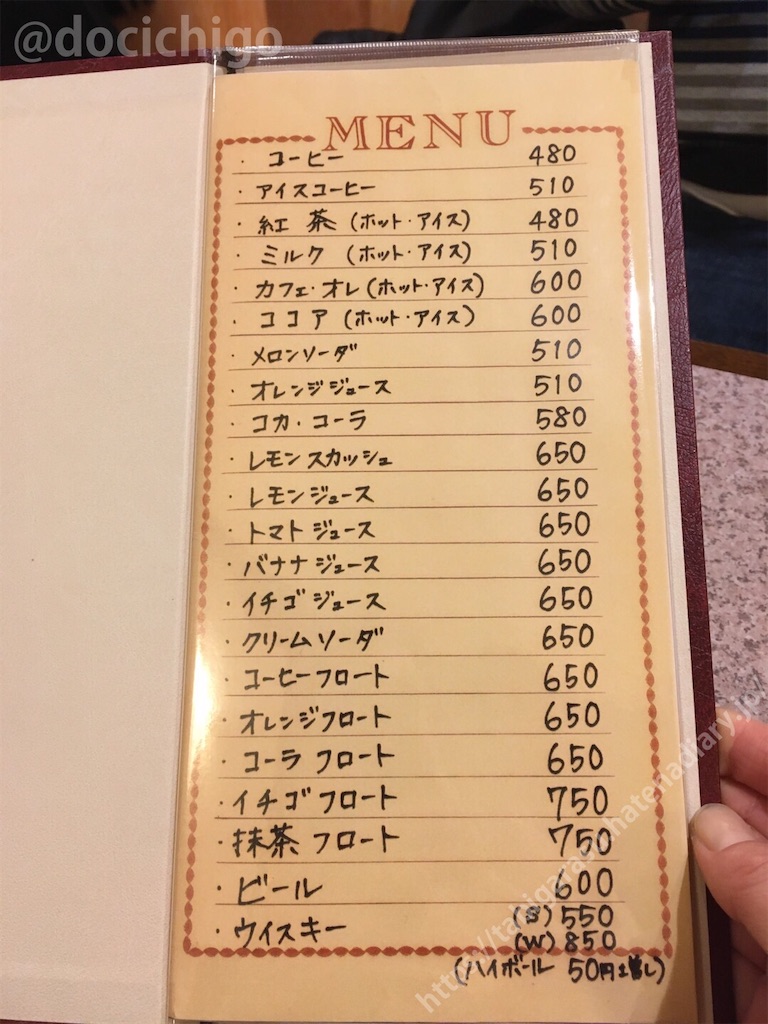 @docichigo
MENU
・ コーヒー 480
・ アイスコーヒー 510
・ 紅茶 (ホット・アイス) 480
・ ミルク (ホット・アイス) 510
・ カフェ・オレ (ホット・アイス) 600
・ ココア (ホット・アイス) 600
・ メロンソーダ 510
・ オレンジジュース 510
・ コカ・コーラ 580
・ レモンスカッシュ 650
・ レモンジュース 650
・ トマトジュース 650
・ バナナジュース 650
・ イチゴジュース 650
・ クリームソーダ 650
・ コーヒーフロート 650
・ オレンジフロート 650
・ コーラフロート 650
・ イチゴフロート 750
・ 抹茶フロート 750
・ ビール 600
・ ウイスキー (S) 550
(W) 850
(ハイボール 50円増し)